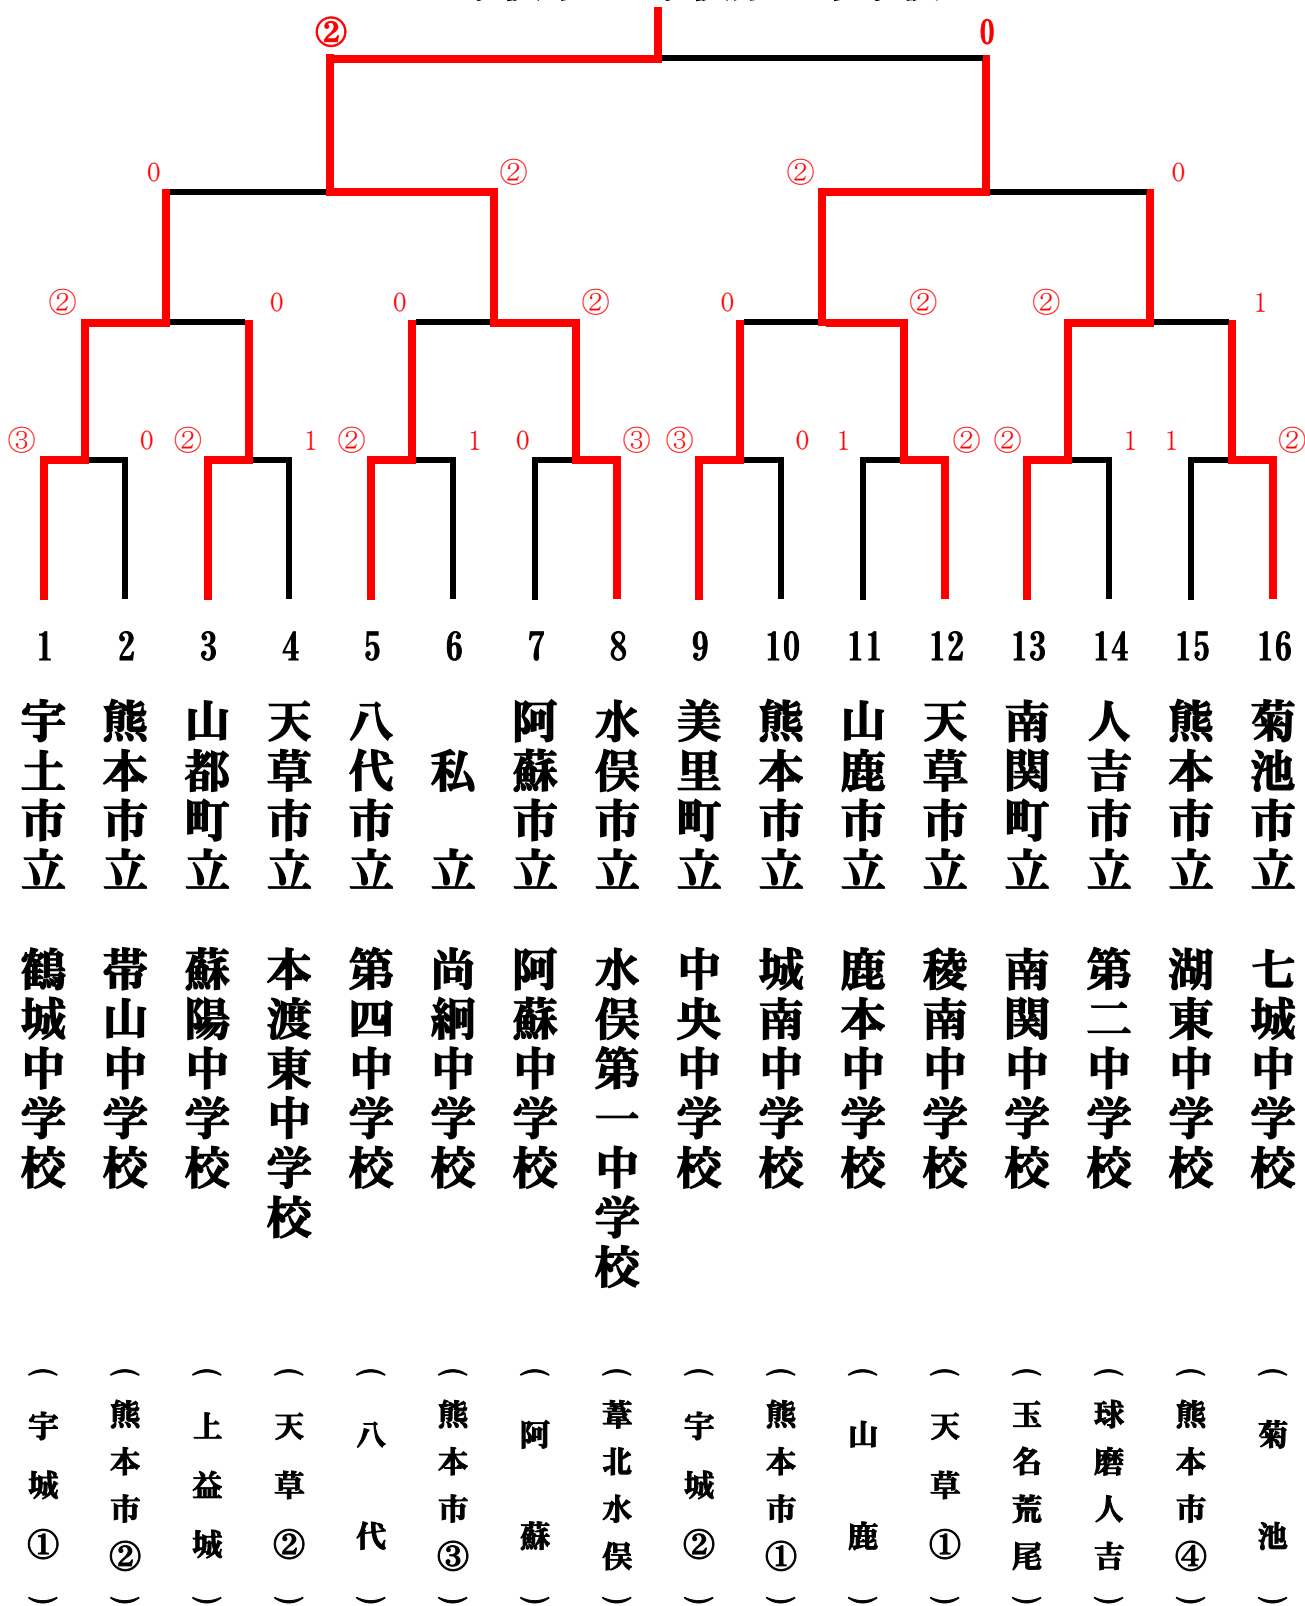 ② 0
0 ② ② 0
② 0 0 ② 0 ② ② 1
③ 0 ② 1 ② 1 0 ③ ③ 0 1 ② ② 1 1 ②
1 2 3 4 5 6 7 8 9 10 11 12 13 14 15 16
宇土市立 鶴城中学校
熊本市立 帯山中学校
山都町立 蘇陽中学校
天草市立 本渡東中学校
八代市立 第四中学校
私立 尚絅中学校
阿蘇市立 阿蘇中学校
水俣市立 水俣第一中学校
美里町立 中央中学校
熊本市立 城南中学校
山鹿市立 鹿本中学校
天草市立 稜南中学校
南関町立 南関中学校
人吉市立 第二中学校
熊本市立 湖東中学校
菊池市立 七城中学校
（宇城①）
（熊本市②）
（上益城）
（天草②）
（八代）
（熊本市③）
（阿蘇）
（葦北水俣）
（宇城②）
（熊本市①）
（山鹿）
（天草①）
（玉名荒尾）
（球磨人吉）
（熊本市④）
（菊池）